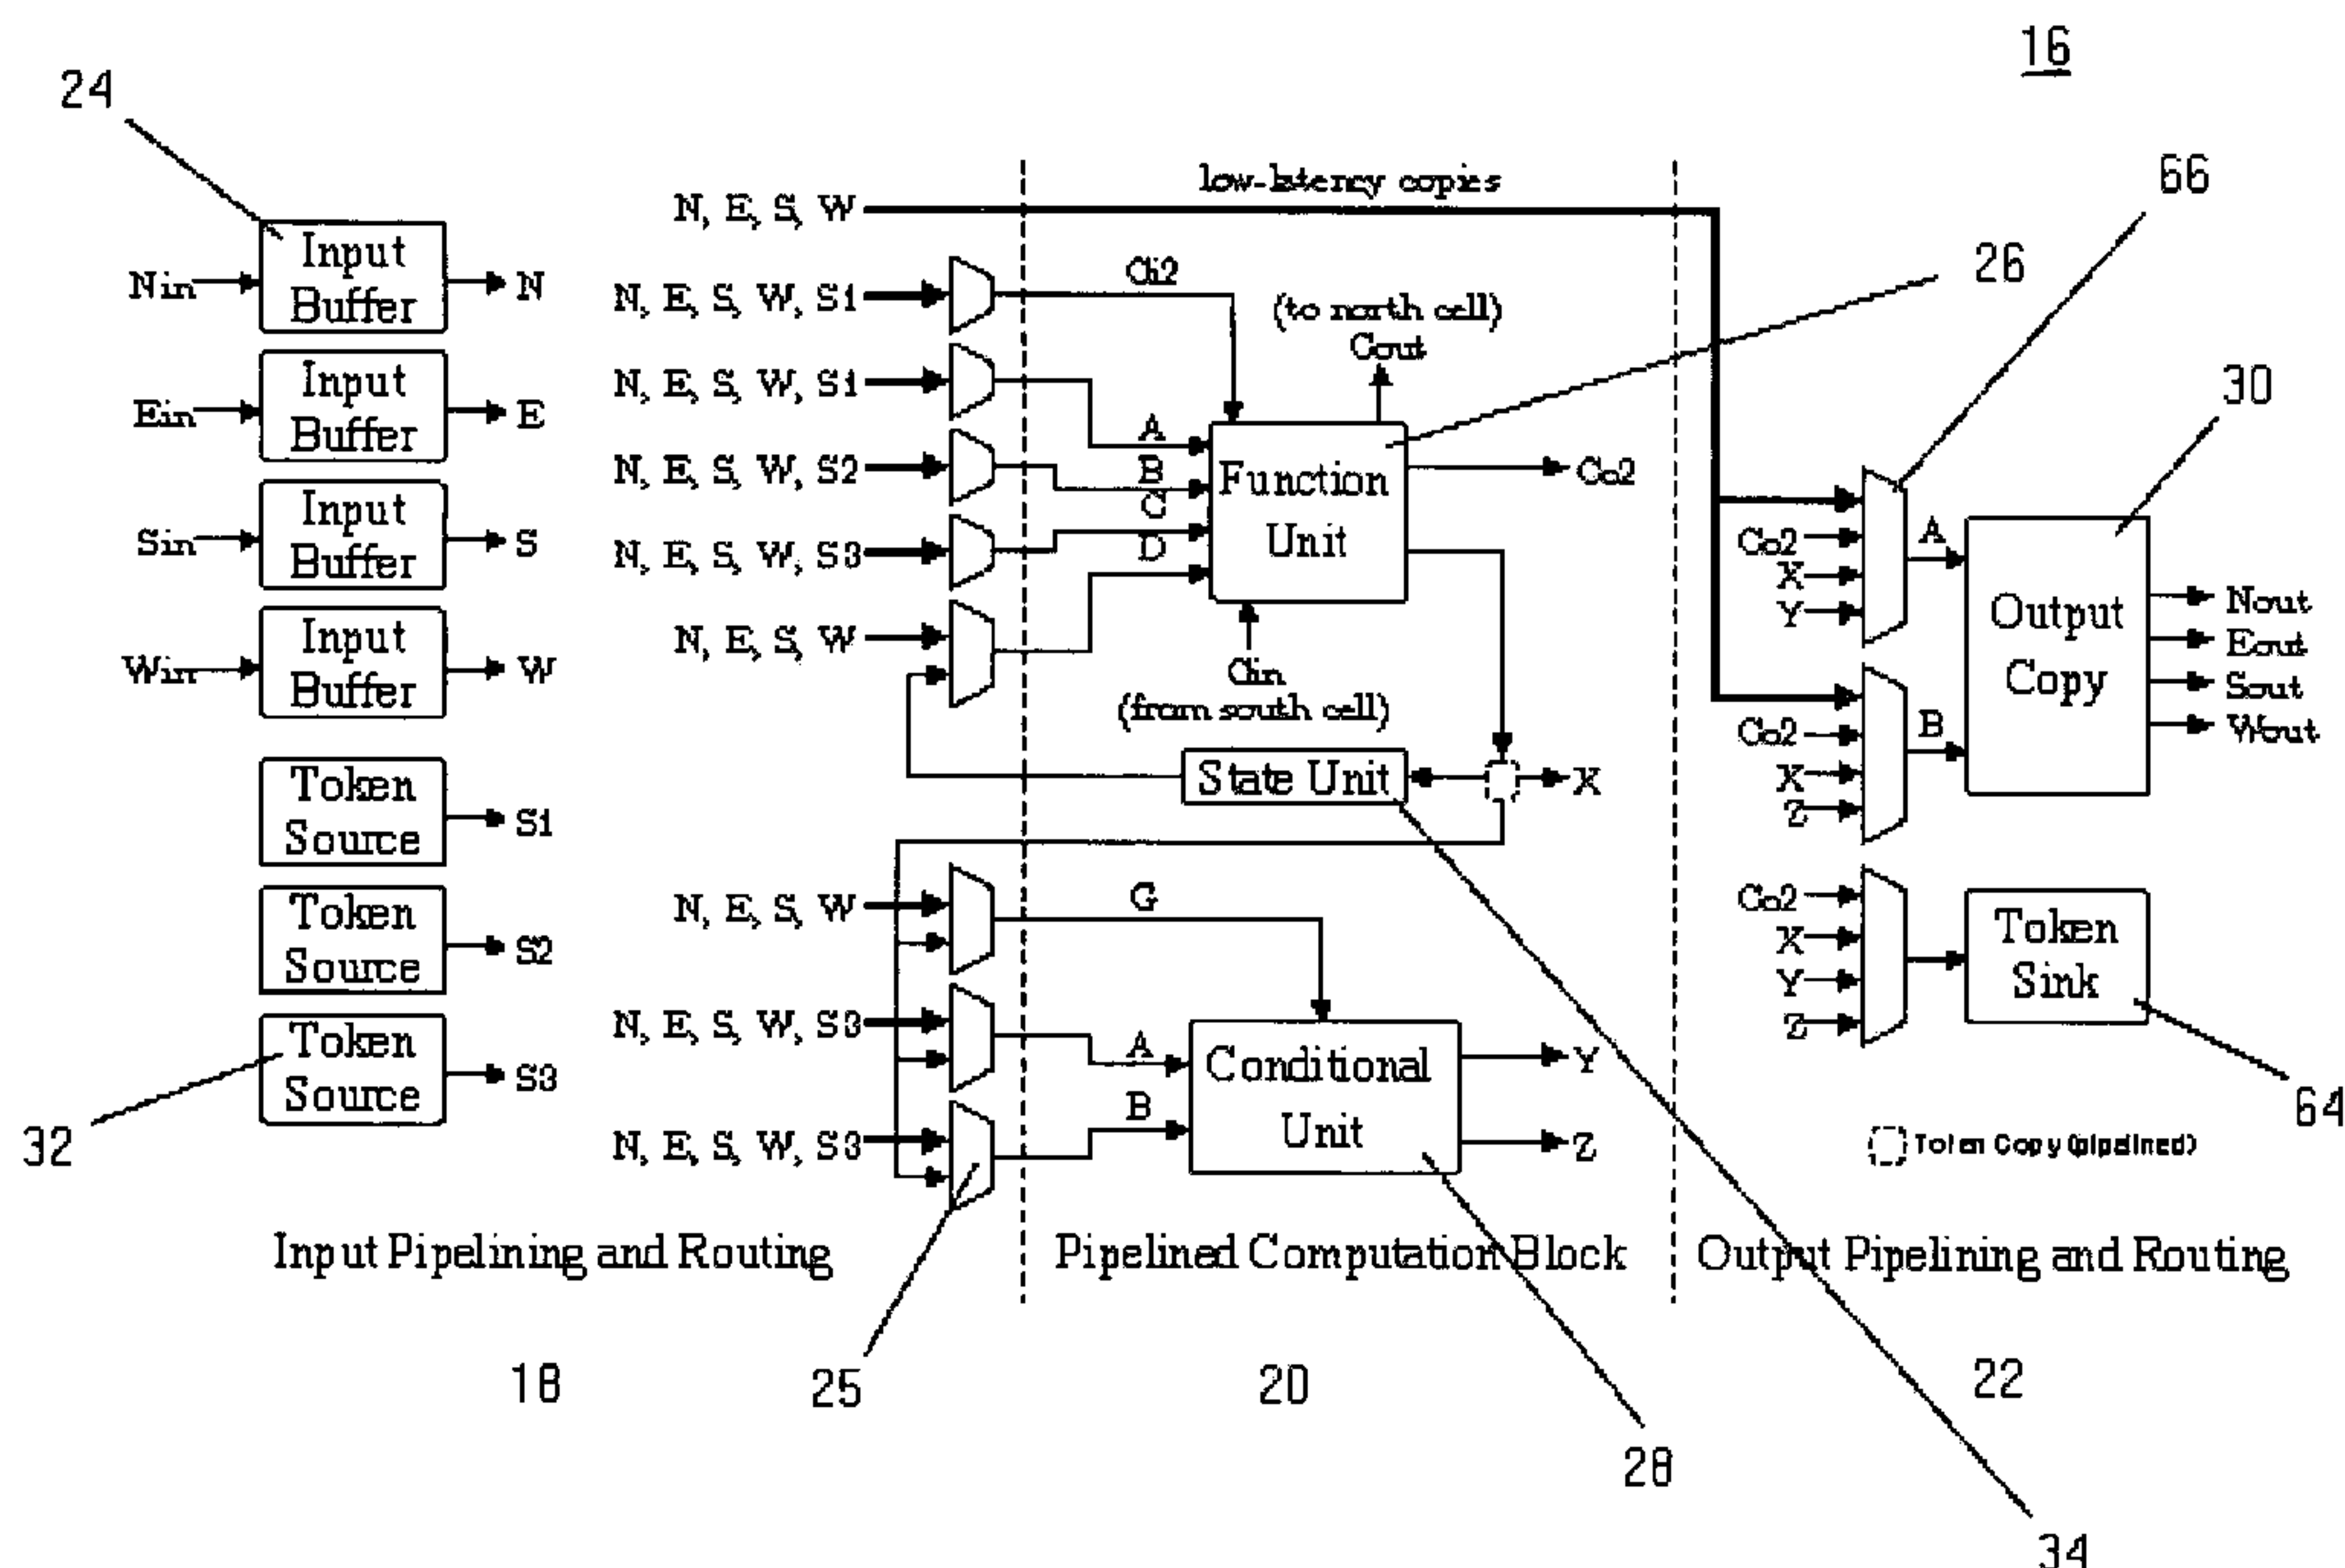 16
24
66
26
30
low-latency copies
N, E, S, W
Input
Buffer
Nin
N
N, E, S, W, S1
Ci2
(to north cell)
Cout
Input
Buffer
Ein
E
N, E, S, W, S1
A
Input
Buffer
Sin
S
N, E, S, W, S2
B
C
Function
Unit
Co2
N, E, S, W, S3
D
Input
Buffer
Win
W
N, E, S, W
Cin
(from south cell)
Co2
X
Y
A
Output
Copy
Nout
Eout
Sout
Wout
Co2
X
Z
B
Token
Source
S1
State Unit
X
Token
Source
S2
N, E, S, W
G
Co2
X
Y
Z
Token
Sink
64
Token
Source
S3
32
N, E, S, W, S3
A
Conditional
Unit
Y
N, E, S, W, S3
B
Z
Token Copy (pipelined)
Input Pipelining and Routing
Pipelined Computation Block
Output Pipelining and Routing
18
25
20
22
28
34